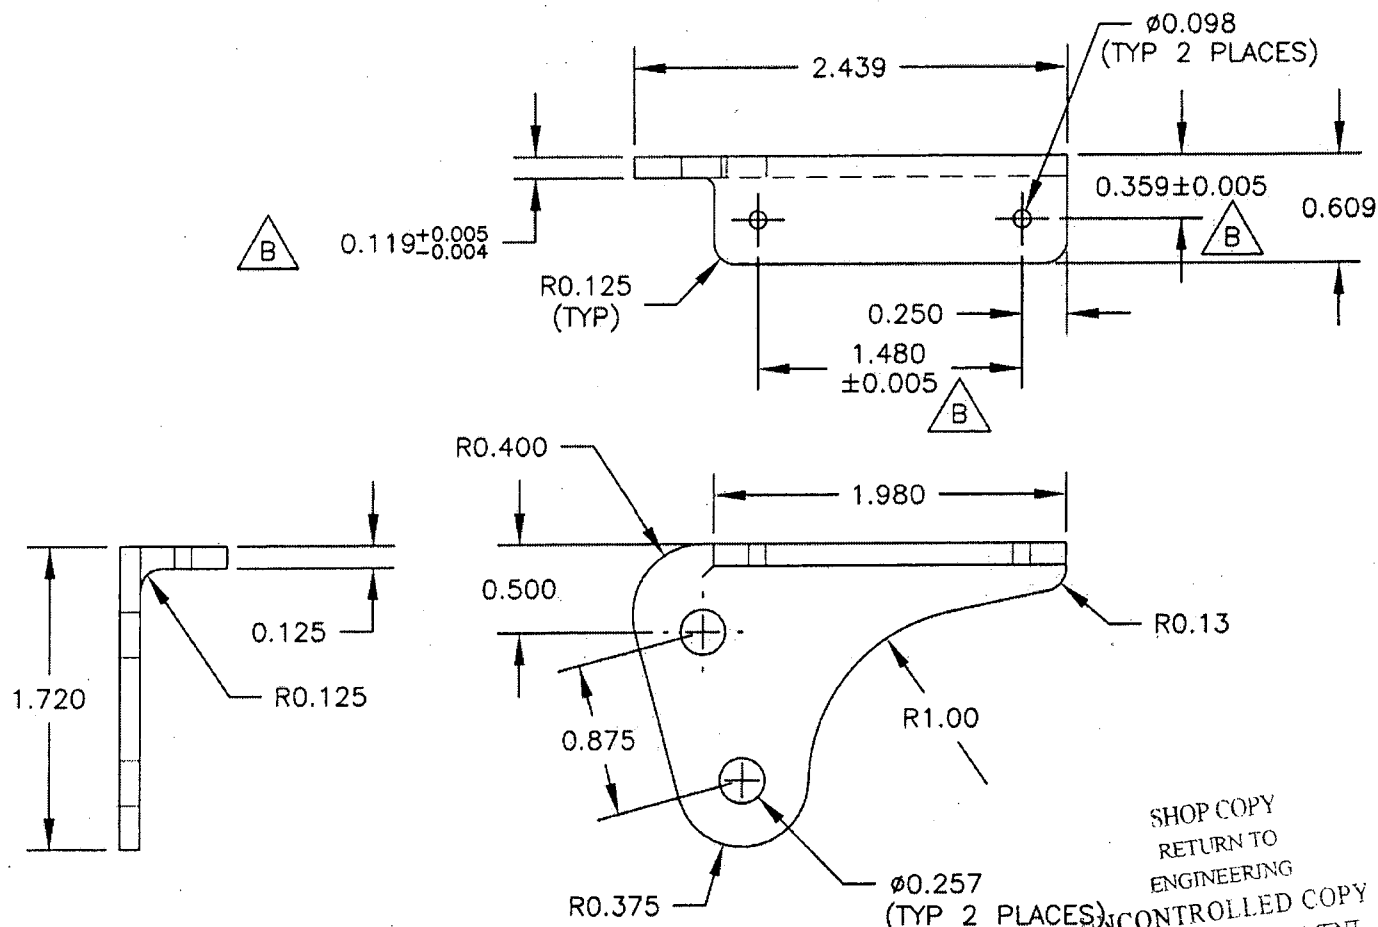 ø0.098
(TYP 2 PLACES)
2.439
0.359±0.005
0.609
B
0.119+0.005
-0.004
B
R0.125
(TYP)
0.250
1.480
±0.005
B
R0.400
1.980
0.500
0.125
R0.13
1.720
R0.125
0.875
R1.00
SHOP COPY
RETURN TO
ENGINEERING
ø0.257
R0.375
(TYP 2 PLACES)
COPY